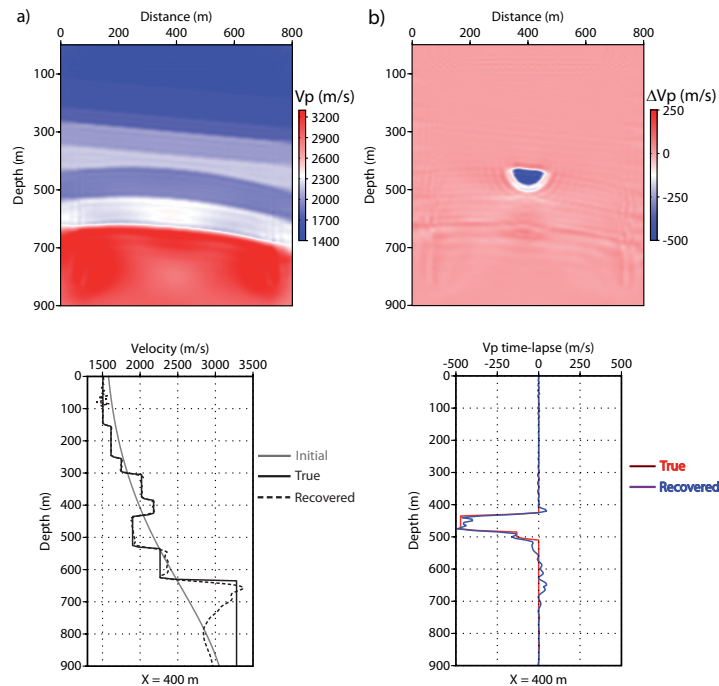 a)
Distance (m)
0 200 400 600 800
100
300
500
700
900
Depth (m)
Vp (m/s)
3200
2900
2600
2300
2000
1700
1400
b)
Distance (m)
0 200 400 600 800
100
300
500
700
900
Depth (m)
ΔVp (m/s)
250
0
-250
-500
Velocity (m/s)
1500 2000 2500 3000 3500
0
100
200
300
400
500
600
700
800
900
Depth (m)
X = 400 m
Initial
True
Recovered
Vp time-lapse (m/s)
-500 -250 0 250 500
0
100
200
300
400
500
600
700
800
900
Depth (m)
X = 400 m
True
Recovered